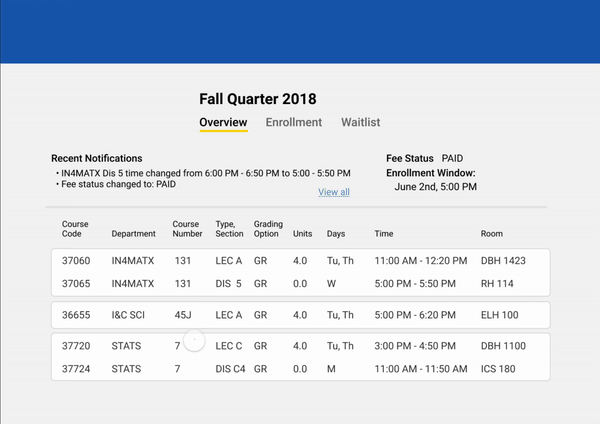 Fall Quarter 2018
Overview Enrollment Waitlist
Recent Notifications
• IN4MATX Dis 5 time changed from 6:00 PM - 6:50 PM to 5:00 - 5:50 PM
• Fee status changed to: PAID
View all
Fee Status PAID
Enrollment Window:
June 2nd, 5:00 PM
Course Code Department Course Number Type, Section Grading Option Units Days Time Room
37060 IN4MATX 131 LEC A GR 4.0 Tu, Th 11:00 AM - 12:20 PM DBH 1423
37065 IN4MATX 131 DIS 5 GR 0.0 W 5:00 PM - 5:50 PM RH 114
36655 I&C SCI 45J LEC A GR 4.0 Tu, Th 5:00 PM - 6:20 PM ELH 100
37720 STATS 7 LEC C GR 4.0 Tu, Th 3:00 PM - 4:50 PM DBH 1100
37724 STATS 7 DIS C4 GR 0.0 M 11:00 AM - 11:50 AM ICS 180